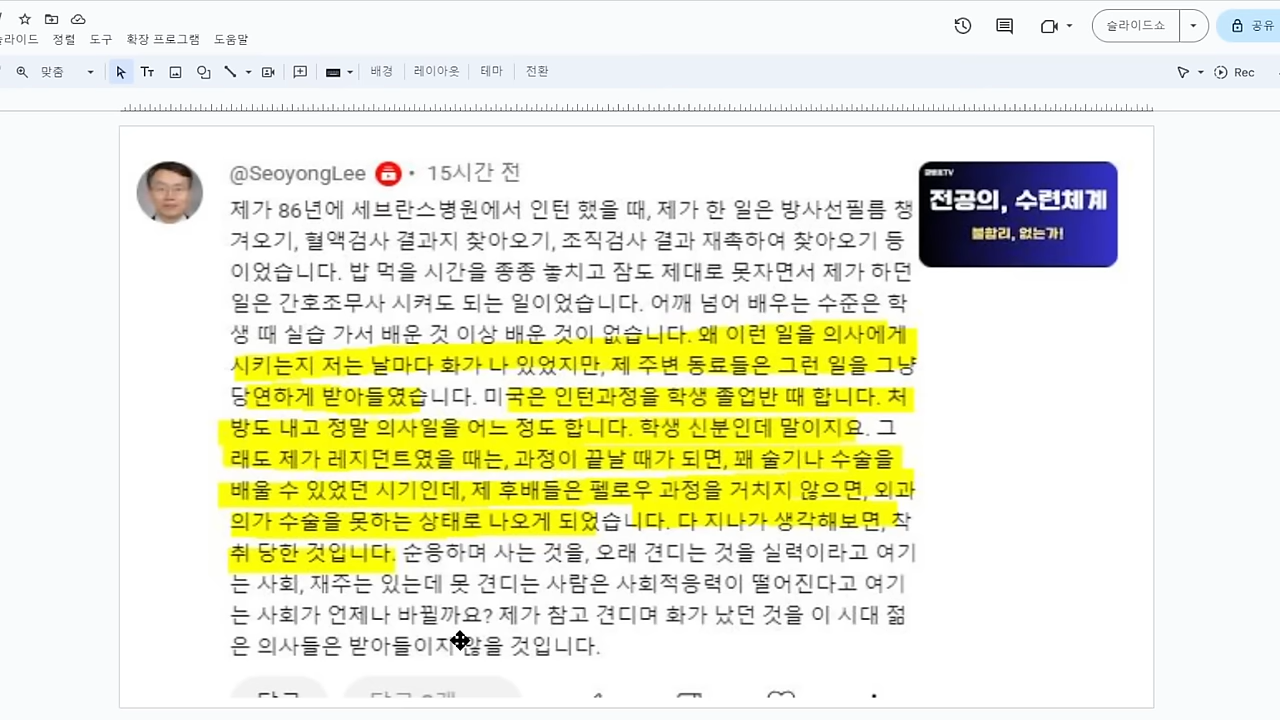 슬라이드 정렬 도구 확장 프로그램 도움말
슬라이드쇼
공유
맞춤
Tт
배경
레이아웃
테마
전환
Rec
@SeoyongLee · 15시간 전
제가 86년에 세브란스병원에서 인턴 했을 때, 제가 한 일은 방사선필름 챙
겨오기, 혈액검사 결과지 찾아오기, 조직검사 결과 재촉하여 찾아오기 등
이었습니다. 밥 먹을 시간을 종종 놓치고 잠도 제대로 못자면서 제가 하던
일은 간호조무사 시켜도 되는 일이었습니다. 어깨 넘어 배우는 수준은 학
생 때 실습 가서 배운 것 이상 배운 것이 없습니다. 왜 이런 일을 의사에게
시키는지 저는 날마다 화가 나 있었지만, 제 주변 동료들은 그런 일을 그냥
당연하게 받아들였습니다. 미국은 인턴과정을 학생 졸업반 때 합니다. 처
방도 내고 정말 의사일을 어느 정도 합니다. 학생 신분인데 말이지요. 그
래도 제가 레지던트였을 때는, 과정이 끝날 때가 되면, 꽤 술기나 수술을
배울 수 있었던 시기인데, 제 후배들은 펠로우 과정을 거치지 않으면, 외과
의가 수술을 못하는 상태로 나오게 되었습니다. 다 지나가 생각해보면, 착
취 당한 것입니다. 순응하며 사는 것을, 오래 견디는 것을 실력이라고 여기
는 사회, 재주는 있는데 못 견디는 사람은 사회적응력이 떨어진다고 여기
는 사회가 언제나 바뀔까요? 제가 참고 견디며 화가 났던 것을 이 시대 젊
은 의사들은 받아들이지 않을 것입니다.
전공의, 수련체계
불합리, 없는가!